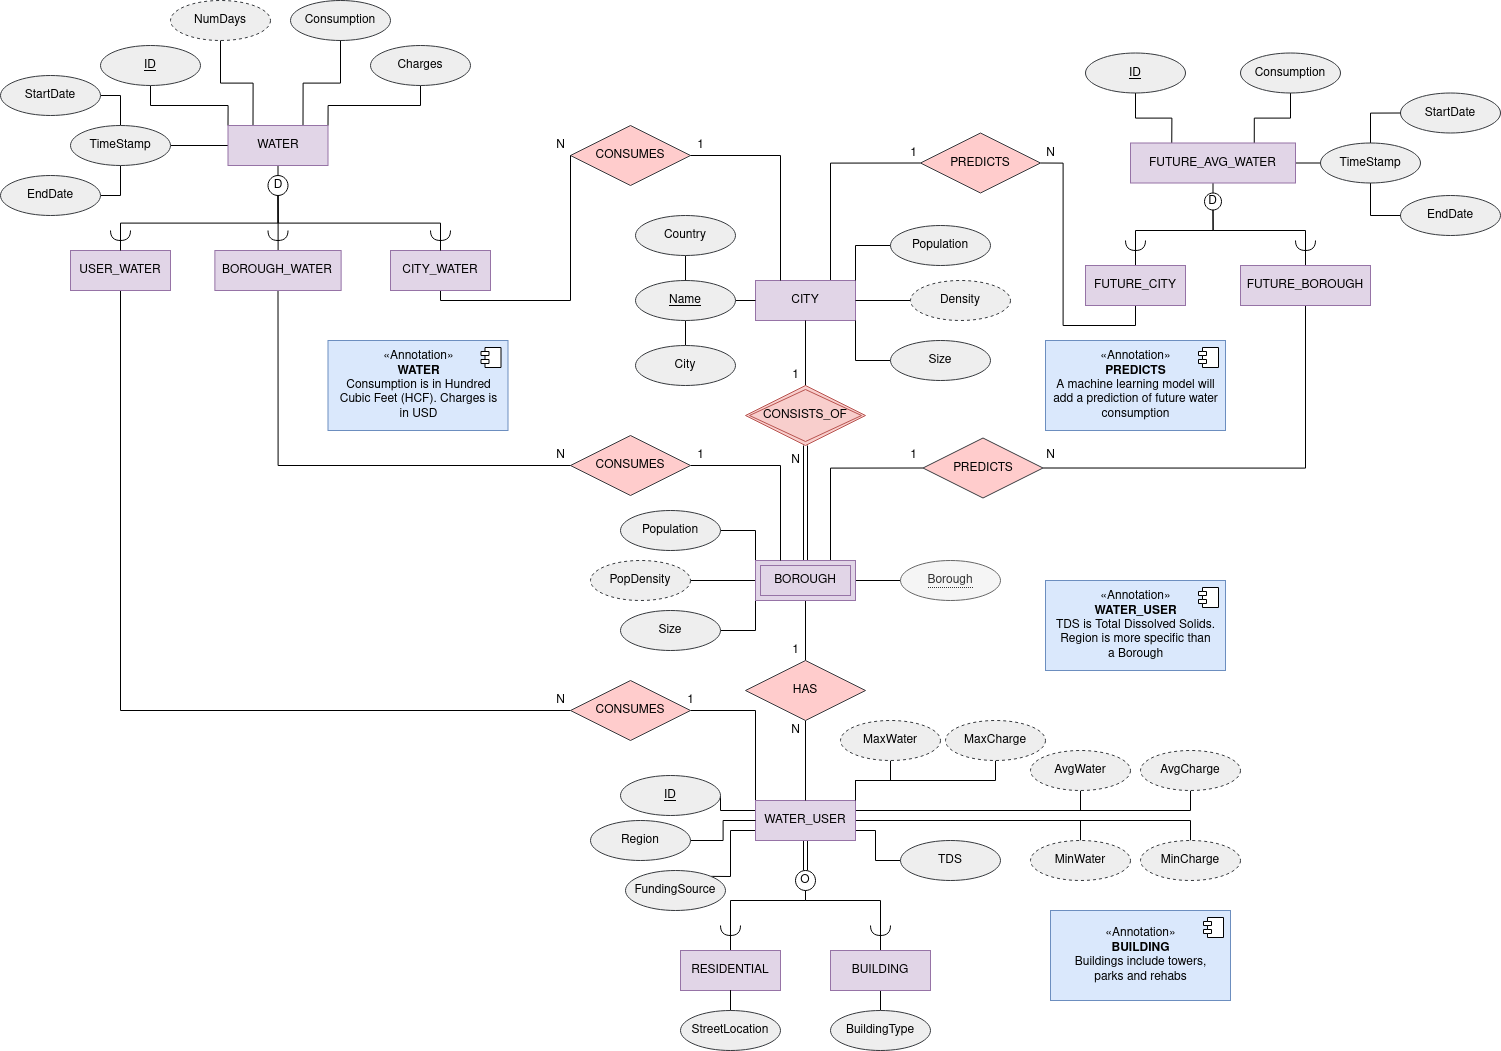 NumDays
Consumption
ID
Charges
StartDate
TimeStamp
EndDate
WATER
D
USER_WATER
BOROUGH_WATER
CITY_WATER
N
CONSUMES
1
1
PREDICTS
N
ID
Consumption
StartDate
FUTURE_AVG_WATER
TimeStamp
EndDate
D
FUTURE_CITY
FUTURE_BOROUGH
Country
Name
City
CITY
Population
Density
Size
«Annotation»
WATER
Consumption is in Hundred
Cubic Feet (HCF). Charges is
in USD
1
CONSISTS_OF
N
«Annotation»
PREDICTS
A machine learning model will
add a prediction of future water
consumption
N
CONSUMES
1
1
PREDICTS
N
Population
PopDensity
Size
BOROUGH
Borough
«Annotation»
WATER_USER
TDS is Total Dissolved Solids.
Region is more specific than
a Borough
1
HAS
N
N
CONSUMES
1
MaxWater
MaxCharge
AvgWater
AvgCharge
ID
Region
FundingSource
WATER_USER
TDS
MinWater
MinCharge
O
RESIDENTIAL
BUILDING
StreetLocation
BuildingType
«Annotation»
BUILDING
Buildings include towers,
parks and rehabs